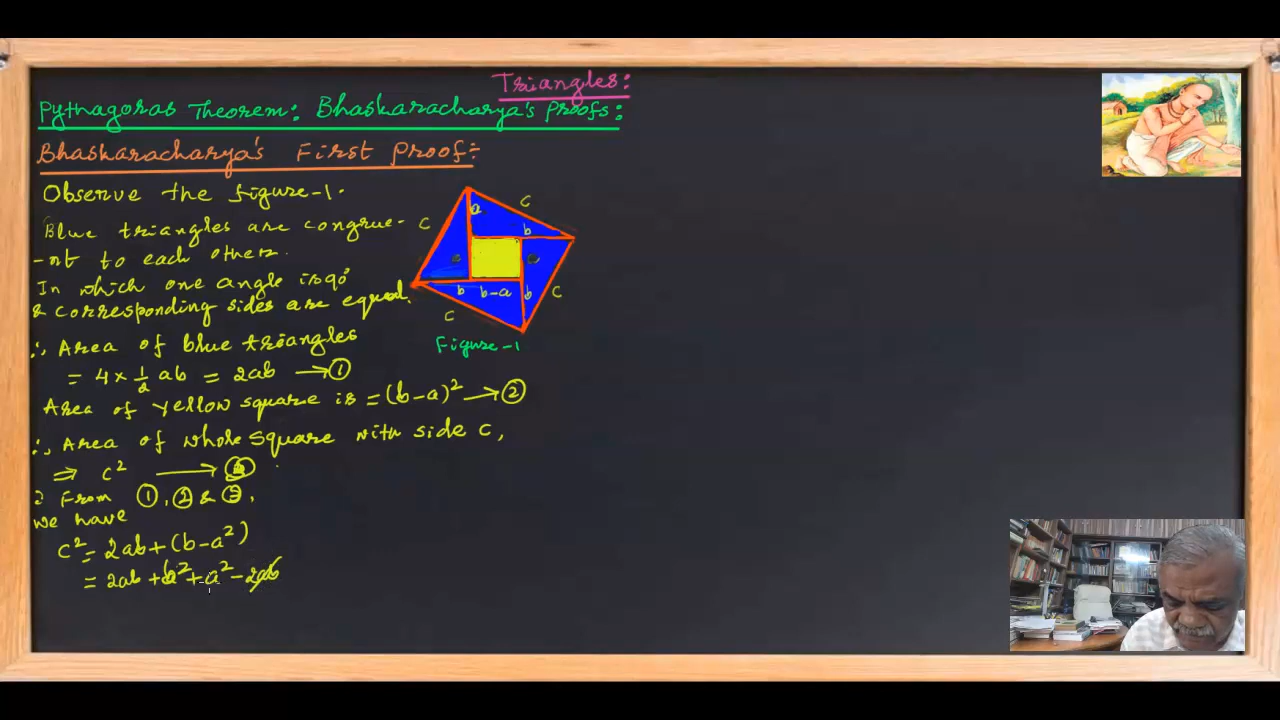 Triangles:
Pythagoras Theorem: Bhaskaracharya's Proofs:
Bhaskaracharya's First Proof:
Observe the figure-1.
Blue triangles are congrue-
-nt to each others.
In which one angle is 90°
& corresponding sides are equal.
∴ Area of blue triangles
= 4 × 1/2 ab = 2ab → ①
Area of yellow square is = (b-a)² → ②
∴ Area of whole square with side c,
⇒ c² → ③
∴ From ①, ② & ③,
we have
c² = 2ab + (b-a²)
= 2ab + b² + a² - 2ab
a
c
b
c
b
b-a
b
c
c
Figure-1